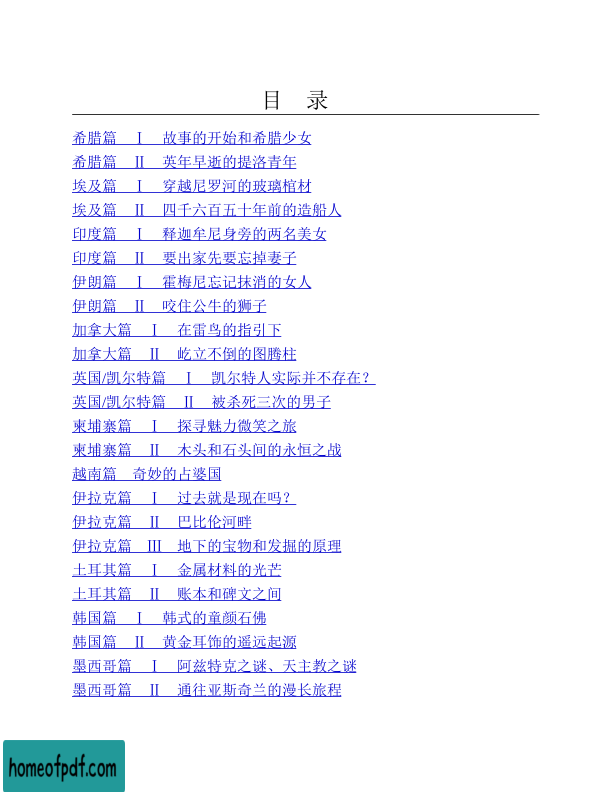 目 录
希腊篇 Ⅰ 故事的开始和希腊少女
希腊篇 Ⅱ 英年早逝的提洛青年
埃及篇 Ⅰ 穿越尼罗河的玻璃棺材
埃及篇 Ⅱ 四千六百五十年前的造船人
印度篇 Ⅰ 释迦牟尼身旁的两名美女
印度篇 Ⅱ 要出家先要忘掉妻子
伊朗篇 Ⅰ 霍梅尼忘记抹消的女人
伊朗篇 Ⅱ 咬住公牛的狮子
加拿大篇 Ⅰ 在雷鸟的指引下
加拿大篇 Ⅱ 屹立不倒的图腾柱
英国/凯尔特篇 Ⅰ 凯尔特人实际并不存在？
英国/凯尔特篇 Ⅱ 被杀死三次的男子
柬埔寨篇 Ⅰ 探寻魅力微笑之旅
柬埔寨篇 Ⅱ 木头和石头间的永恒之战
越南篇 奇妙的占婆国
伊拉克篇 Ⅰ 过去就是现在吗？
伊拉克篇 Ⅱ 巴比伦河畔
伊拉克篇 Ⅲ 地下的宝物和发掘的原理
土耳其篇 Ⅰ 金属材料的光芒
土耳其篇 Ⅱ 账本和碑文之间
韩国篇 Ⅰ 韩式的童颜石佛
韩国篇 Ⅱ 黄金耳饰的遥远起源
墨西哥篇 Ⅰ 阿兹特克之谜、天主教之谜
墨西哥篇 Ⅱ 通往亚斯奇兰的漫长旅程
homeofpdf.com